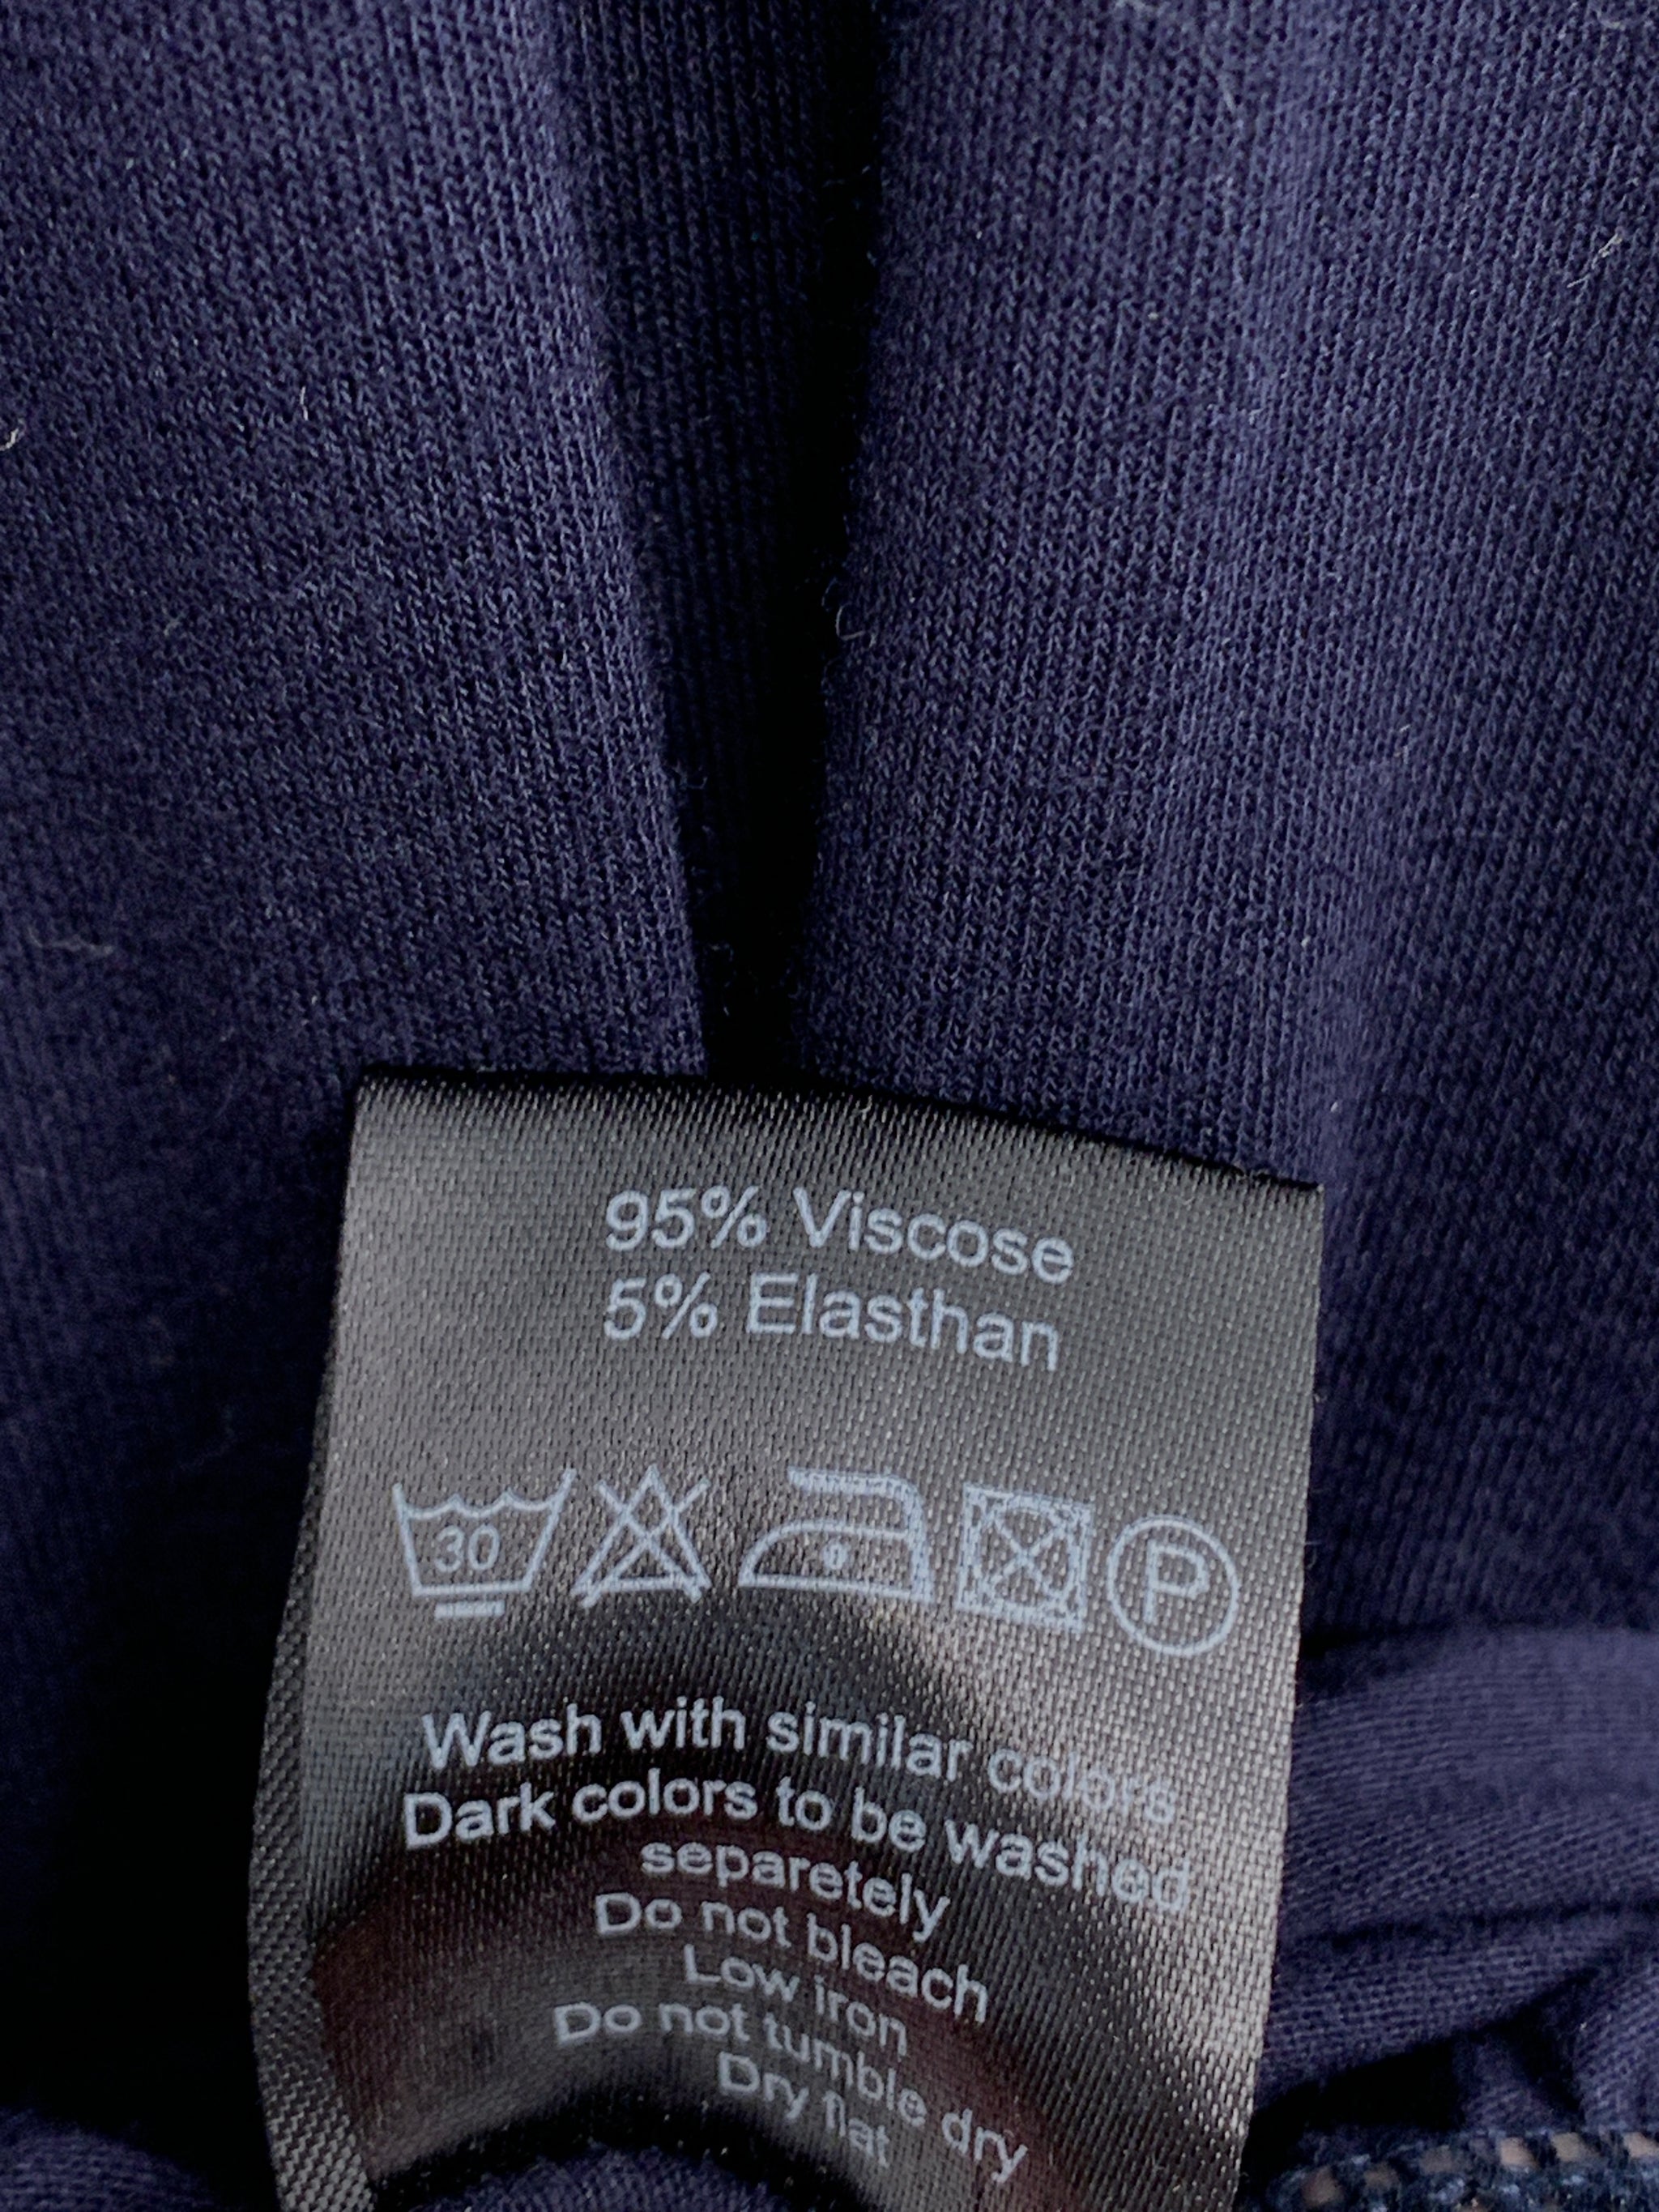 95% Viscose
5% Elasthan
30 P
Wash with similar colors
Dark colors to be washed
separetely
Do not bleach
Low iron
Do not tumble dry
Dry flat